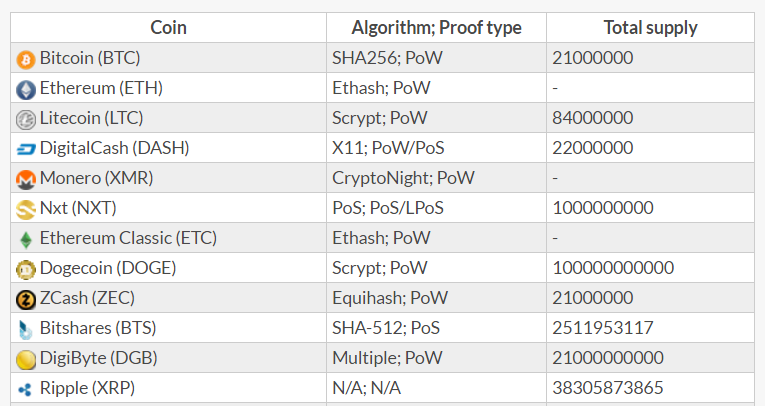 Coin Algorithm; Proof type Total supply
Bitcoin (BTC) SHA256; PoW 21000000
Ethereum (ETH) Ethash; PoW -
Litecoin (LTC) Scrypt; PoW 84000000
DigitalCash (DASH) X11; PoW/PoS 22000000
Monero (XMR) CryptoNight; PoW -
Nxt (NXT) PoS; PoS/LPoS 1000000000
Ethereum Classic (ETC) Ethash; PoW -
Dogecoin (DOGE) Scrypt; PoW 100000000000
ZCash (ZEC) Equihash; PoW 21000000
Bitshares (BTS) SHA-512; PoS 2511953117
DigiByte (DGB) Multiple; PoW 21000000000
Ripple (XRP) N/A; N/A 38305873865